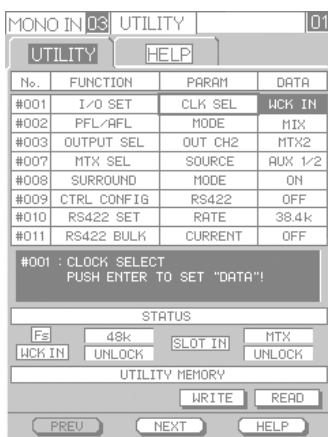 MONO IN 03 UTILITY 01
UTILITY HELP
No. FUNCTION PARAM DATA
#001 I/O SET CLK SEL WCK IN
#002 PFL/AFL MODE MIX
#003 OUTPUT SEL OUT CH2 MTX2
#007 MTX SEL SOURCE AUX 1/2
#008 SURROUND MODE ON
#009 CTRL CONFIG RS422 OFF
#010 RS422 SET RATE 38.4k
#011 RS422 BULK CURRENT OFF
#001 : CLOCK SELECT
PUSH ENTER TO SET "DATA"!
STATUS
Fs 48k SLOT IN MTX
WCK IN UNLOCK UNLOCK
UTILITY MEMORY
WRITE READ
PREV NEXT HELP